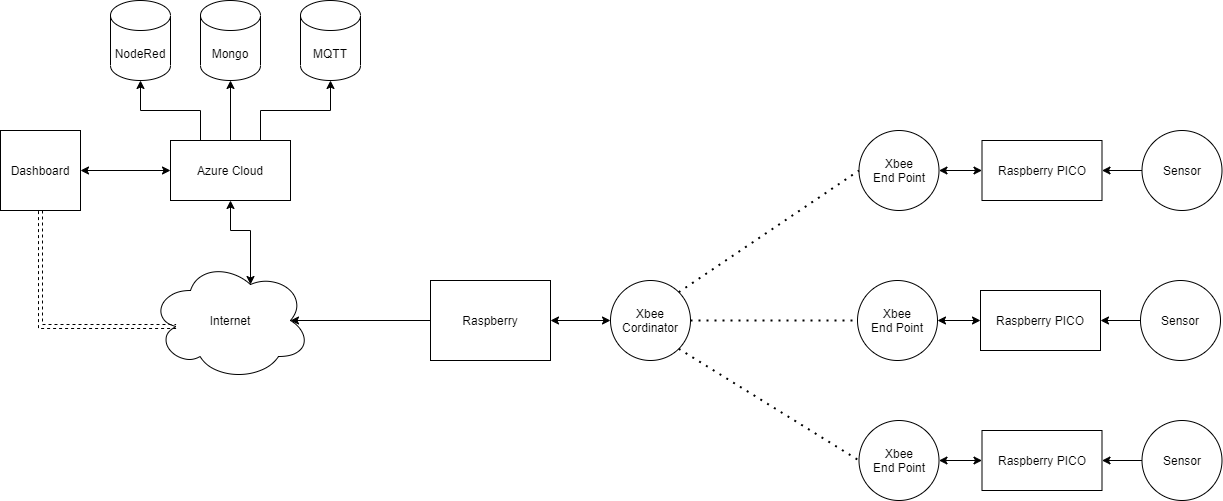 NodeRed
Mongo
MQTT
Dashboard
Azure Cloud
Xbee
End Point
Raspberry PICO
Sensor
Internet
Raspberry
Xbee
Cordinator
Xbee
End Point
Raspberry PICO
Sensor
Xbee
End Point
Raspberry PICO
Sensor